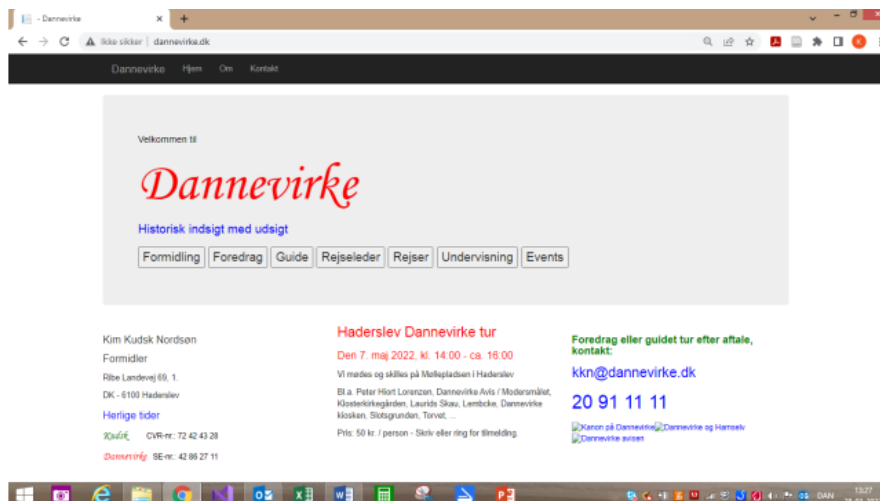 - Dannevirke
Ikke sikker | dannevirke.dk
Dannevirke Hjem Om Kontakt
Velkommen til
Dannevirke
Historisk indsigt med udsigt
Formidling Foredrag Guide Rejseleder Rejser Undervisning Events
Kim Kudsk Nordsøn
Formidler
Ribe Landevej 69, 1.
DK - 6100 Haderslev
Herlige tider
Kudsk CVR-nr.: 72 42 43 28
Dannevirke SE-nr.: 42 86 27 11
Haderslev Dannevirke tur
Den 7. maj 2022, kl. 14:00 - ca. 16:00
Vi mødes og skilles på Møllepladsen i Haderslev
Bl.a. Peter Hiort Lorenzen, Dannevirke Avis / Modersmålet,
Klosterkirkegården, Laurids Skau, Lembcke, Dannevirke
kiosken, Slotsgrunden, Torvet, ...
Pris: 50 kr. / person - Skriv eller ring for tilmelding.
Foredrag eller guidet tur efter aftale,
kontakt:
kkn@dannevirke.dk
20 91 11 11
Kanon på Dannevirke Dannevirke og Hamselv
Dannevirke avisen
DAN 13:27